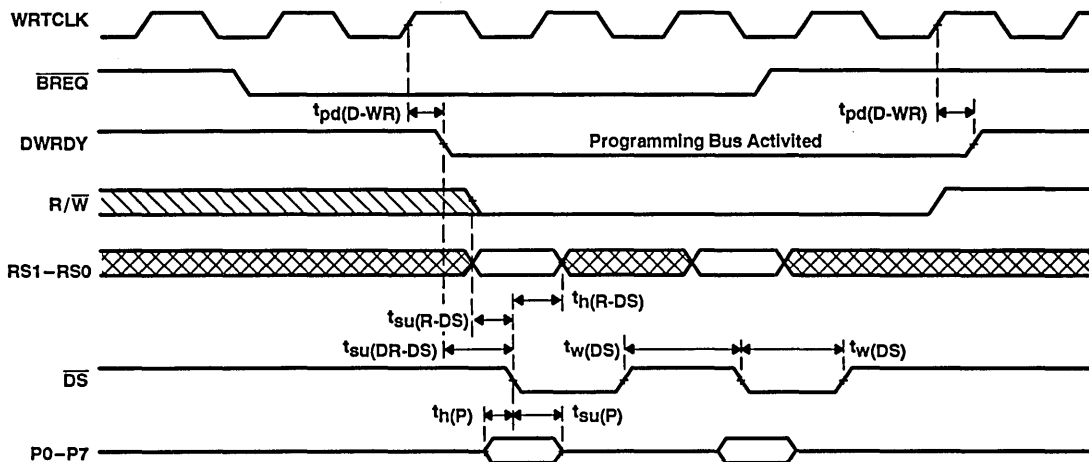 WRTCLK
BREQ
tpd(D-WR)
tpd(D-WR)
DWRDY
Programming Bus Activited
R/W
RS1–RS0
th(R-DS)
tsu(R-DS)
tsu(DR-DS)
tw(DS)
tw(DS)
DS
th(P)
tsu(P)
P0–P7